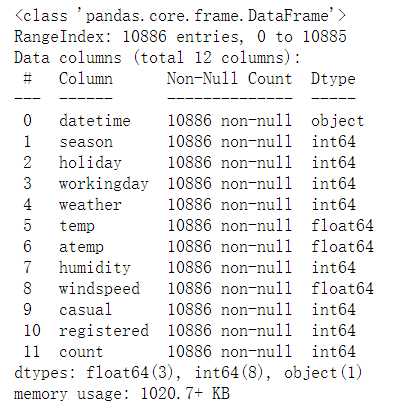 <class 'pandas.core.frame.DataFrame'>
RangeIndex: 10886 entries, 0 to 10885
Data columns (total 12 columns):
 #   Column      Non-Null Count  Dtype
---  ------      --------------  -----
 0   datetime    10886 non-null  object
 1   season      10886 non-null  int64
 2   holiday     10886 non-null  int64
 3   workingday  10886 non-null  int64
 4   weather     10886 non-null  int64
 5   temp        10886 non-null  float64
 6   atemp       10886 non-null  float64
 7   humidity    10886 non-null  int64
 8   windspeed   10886 non-null  float64
 9   casual      10886 non-null  int64
 10  registered  10886 non-null  int64
 11  count       10886 non-null  int64
dtypes: float64(3), int64(8), object(1)
memory usage: 1020.7+ KB